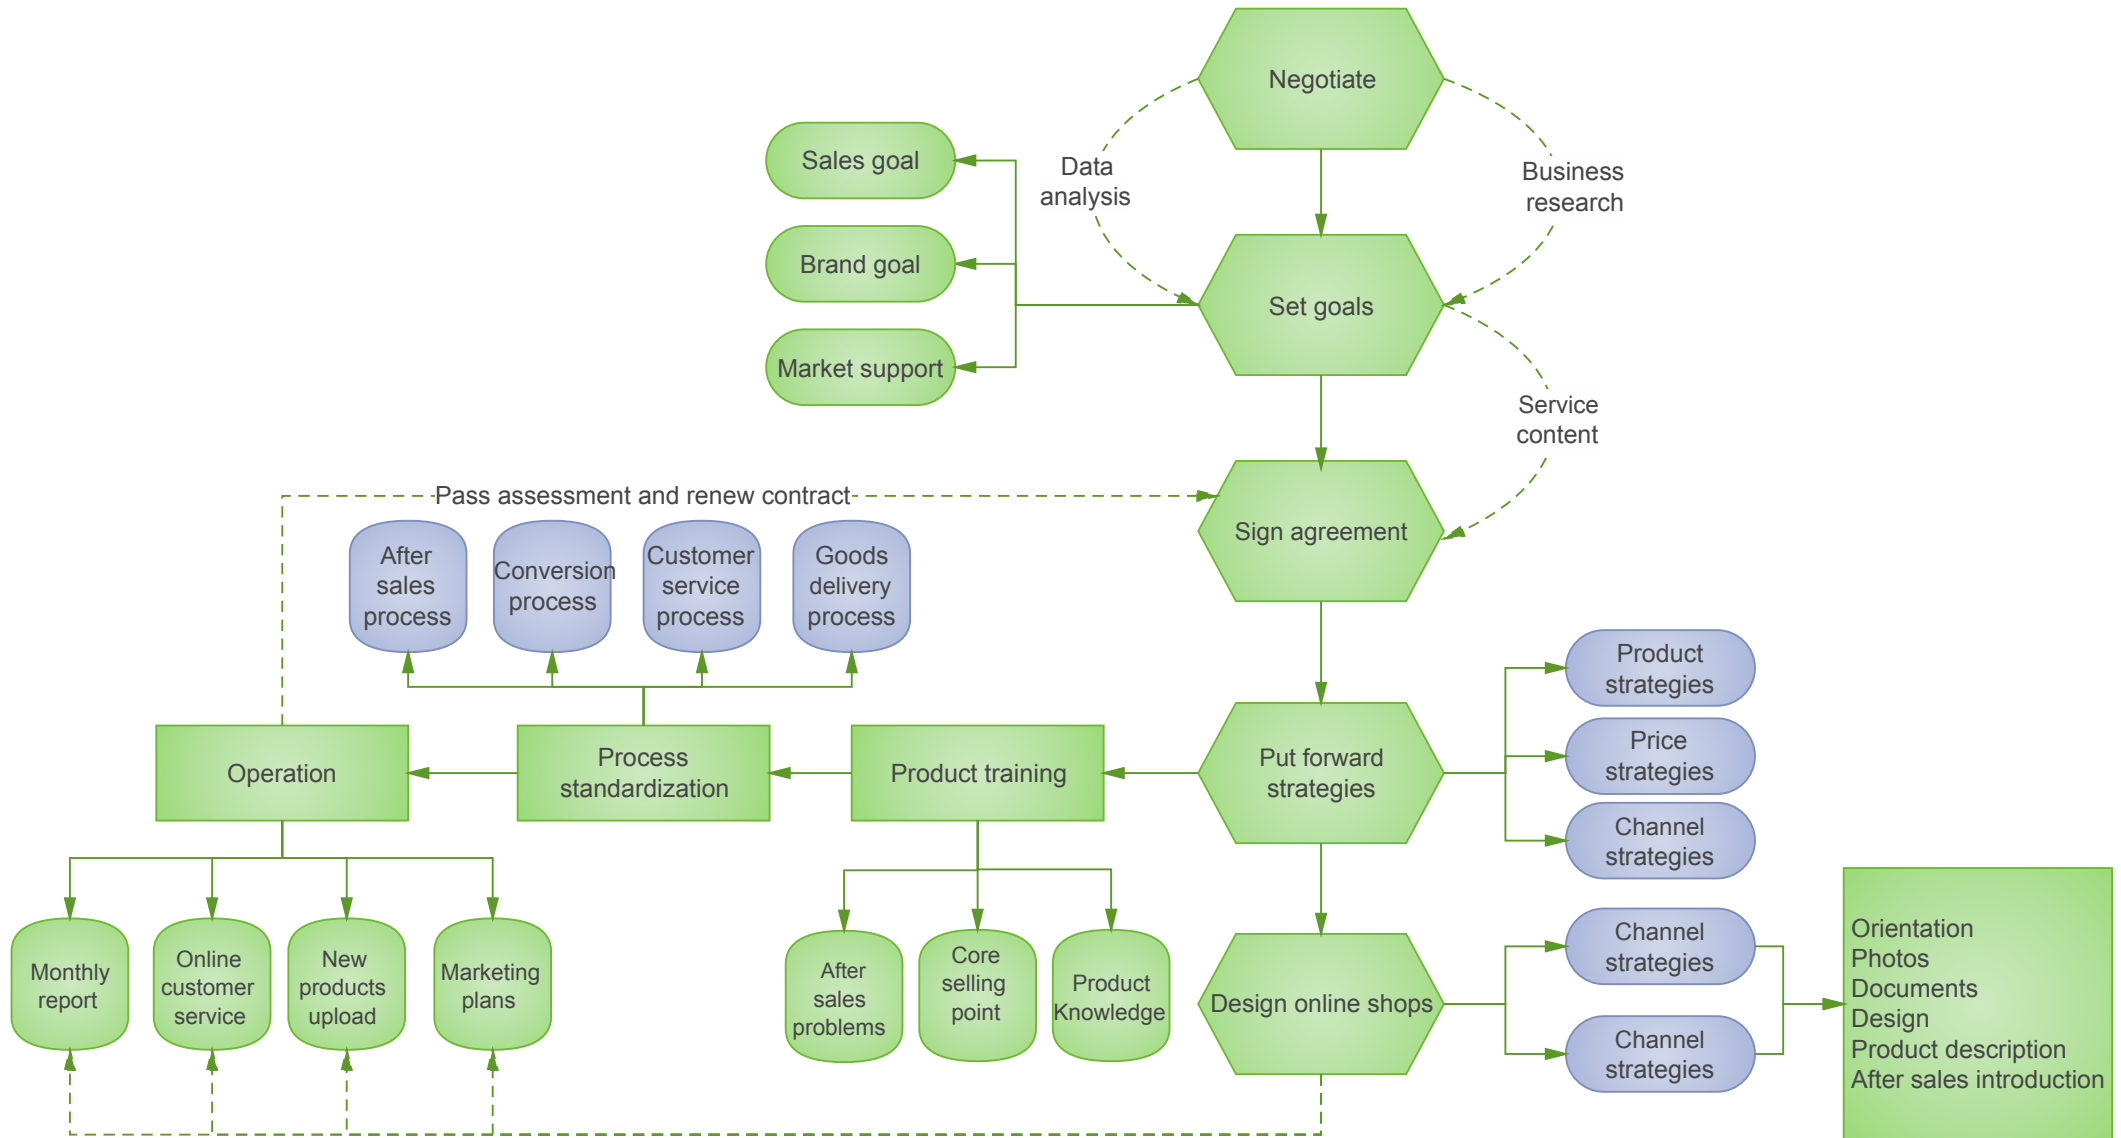 Negotiate
Sales goal
Data
analysis
Business
research
Brand goal
Set goals
Market support
Service
content
Pass assessment and renew contract
Sign agreement
After
sales
process
Conversion
process
Customer
service
process
Goods
delivery
process
Product
strategies
Operation
Process
standardization
Product training
Put forward
strategies
Price
strategies
Channel
strategies
Monthly
report
Online
customer
service
New
products
upload
Marketing
plans
After
sales
problems
Core
selling
point
Product
Knowledge
Design online shops
Channel
strategies
Channel
strategies
Orientation
Photos
Documents
Design
Product description
After sales introduction